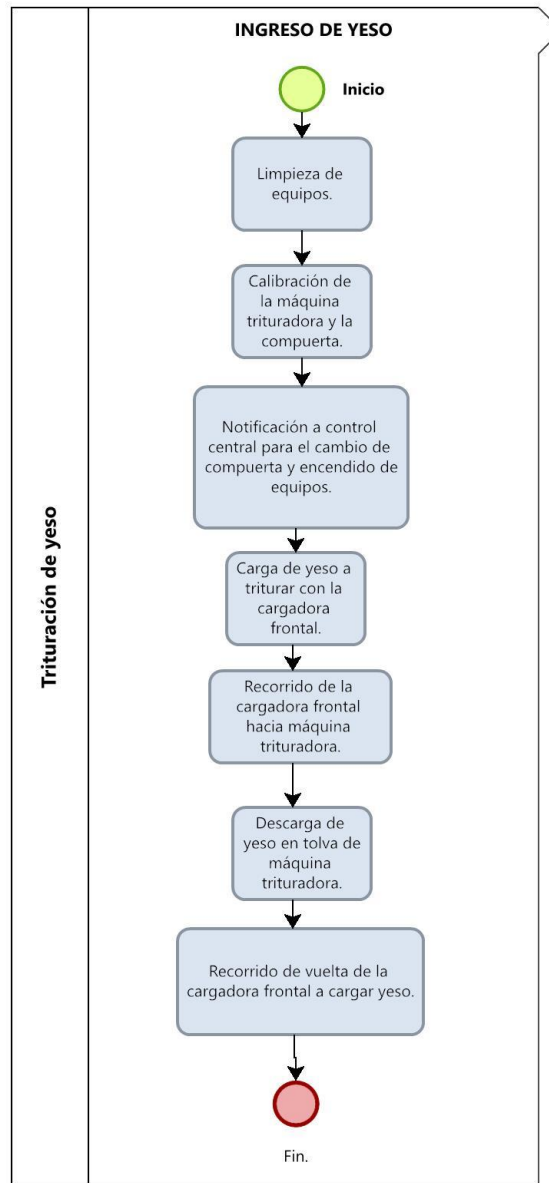 INGRESO DE YESO
Inicio
Limpieza de
equipos.
Calibración de
la máquina
trituradora y la
compuerta.
Notificación a control
central para el cambio de
compuerta y encendido de
equipos.
Carga de yeso a
triturar con la
cargadora
frontal.
Recorrido de la
cargadora frontal
hacia máquina
trituradora.
Descarga de
yeso en tolva de
máquina
trituradora.
Recorrido de vuelta de la
cargadora frontal a cargar yeso.
Fin.
Trituración de yeso